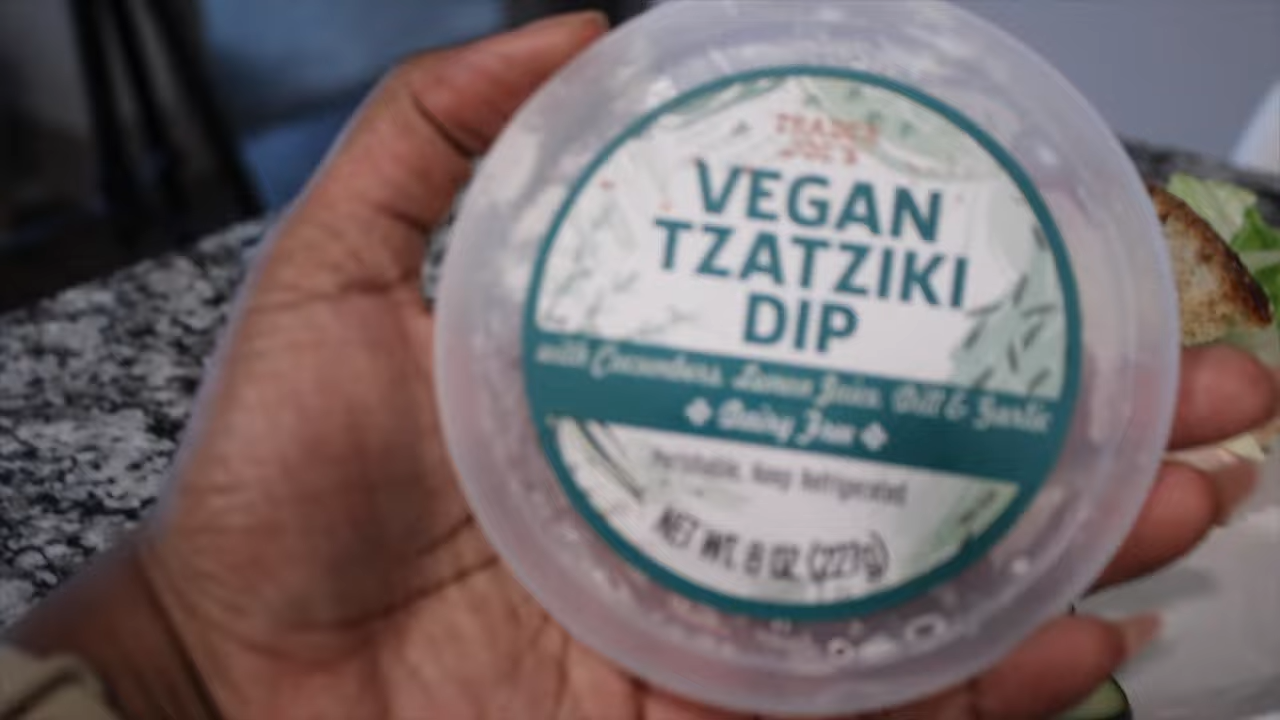 TRADER
JOE'S
VEGAN
TZATZIKI
DIP
with Cucumbers, Lemon Juice, Dill & Garlic
Dairy Free
Perishable. Keep Refrigerated.
NET WT. 8 OZ. (227g)